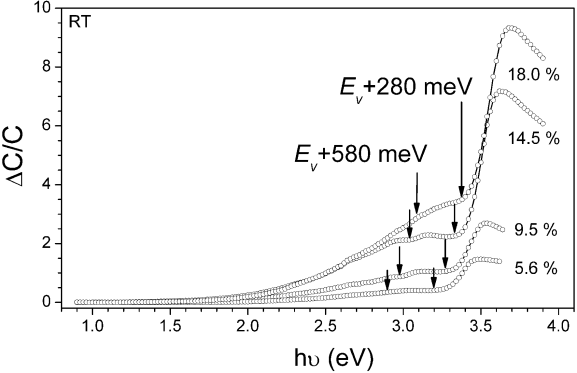 10
8
6
4
2
0
ΔC/C
RT
E_v+280 meV
E_v+580 meV
18.0 %
14.5 %
9.5 %
5.6 %
1.0 1.5 2.0 2.5 3.0 3.5 4.0
hυ (eV)